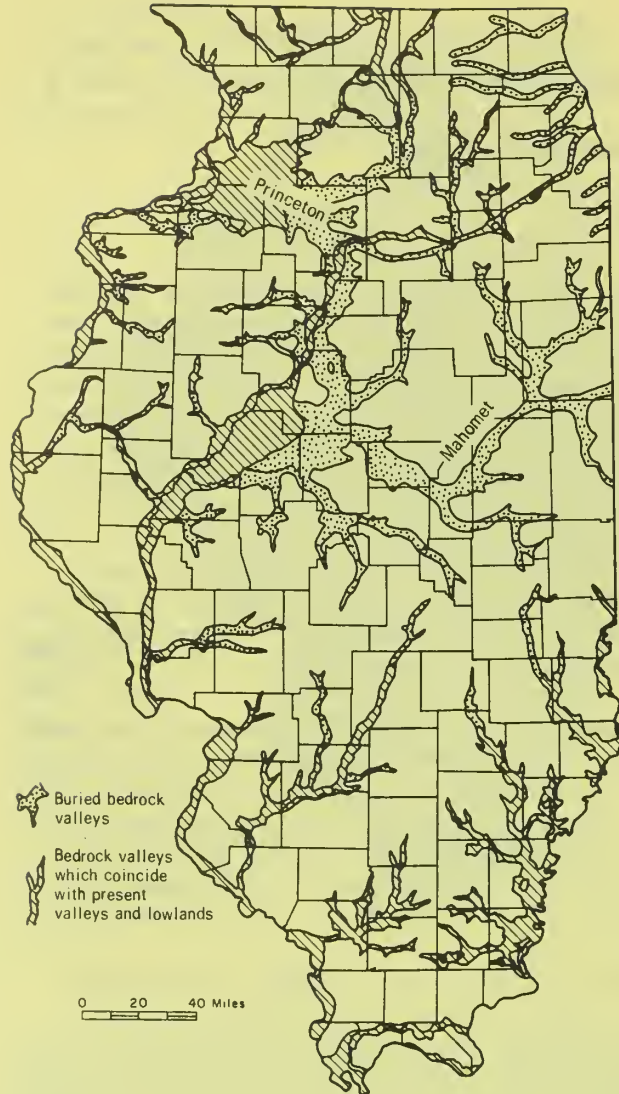 Princeton
Mahomet
Buried bedrock
valleys
Bedrock valleys
which coincide
with present
valleys and lowlands
0 20 40 Miles